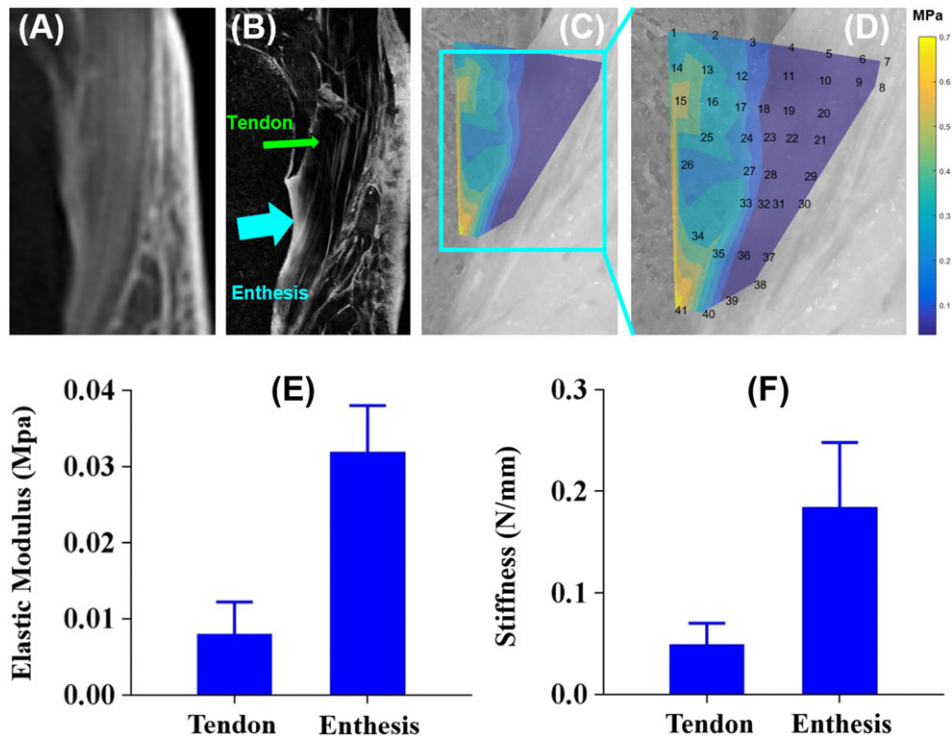 (A)
(B)
Tendon
Enthesis
(C)
(D)
MPa
1 2 3 4 5 6 7
14 13 12 11 10 9 8
15 16 17 18 19 20
25 24 23 22 21
26 27 28 29
33 32 31 30
34 35 36 37
38
41 40 39
0.7
0.6
0.5
0.4
0.3
0.2
0.1
(E)
Elastic Modulus (Mpa)
0.04
0.03
0.02
0.01
0.00
Tendon Enthesis
(F)
Stiffness (N/mm)
0.3
0.2
0.1
0.0
Tendon Enthesis